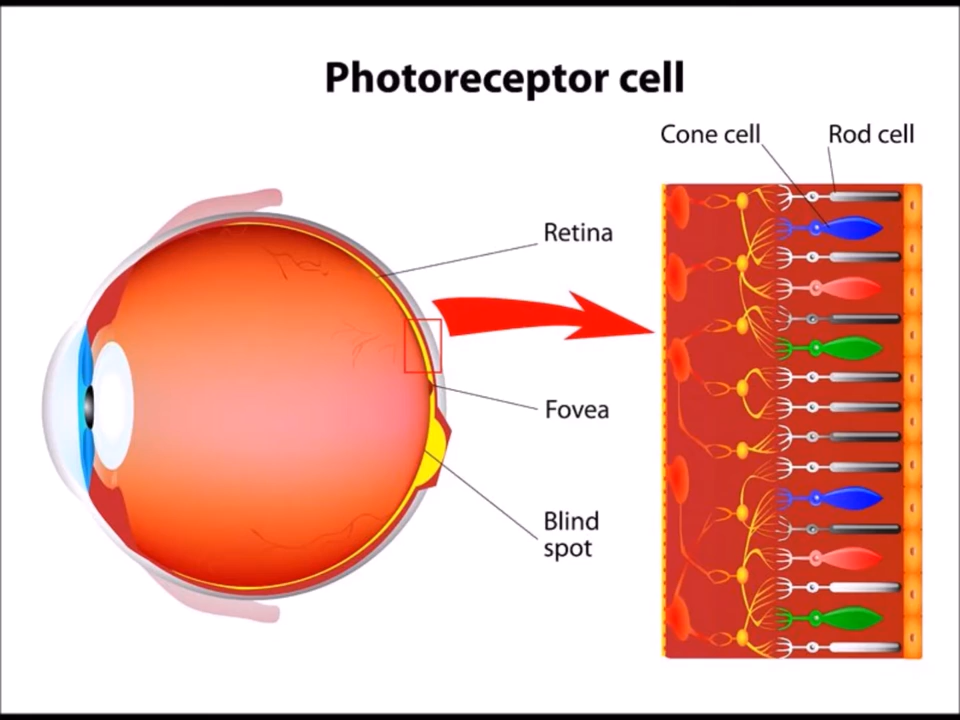 Photoreceptor cell
Cone cell
Rod cell
Retina
Fovea
Blind
spot